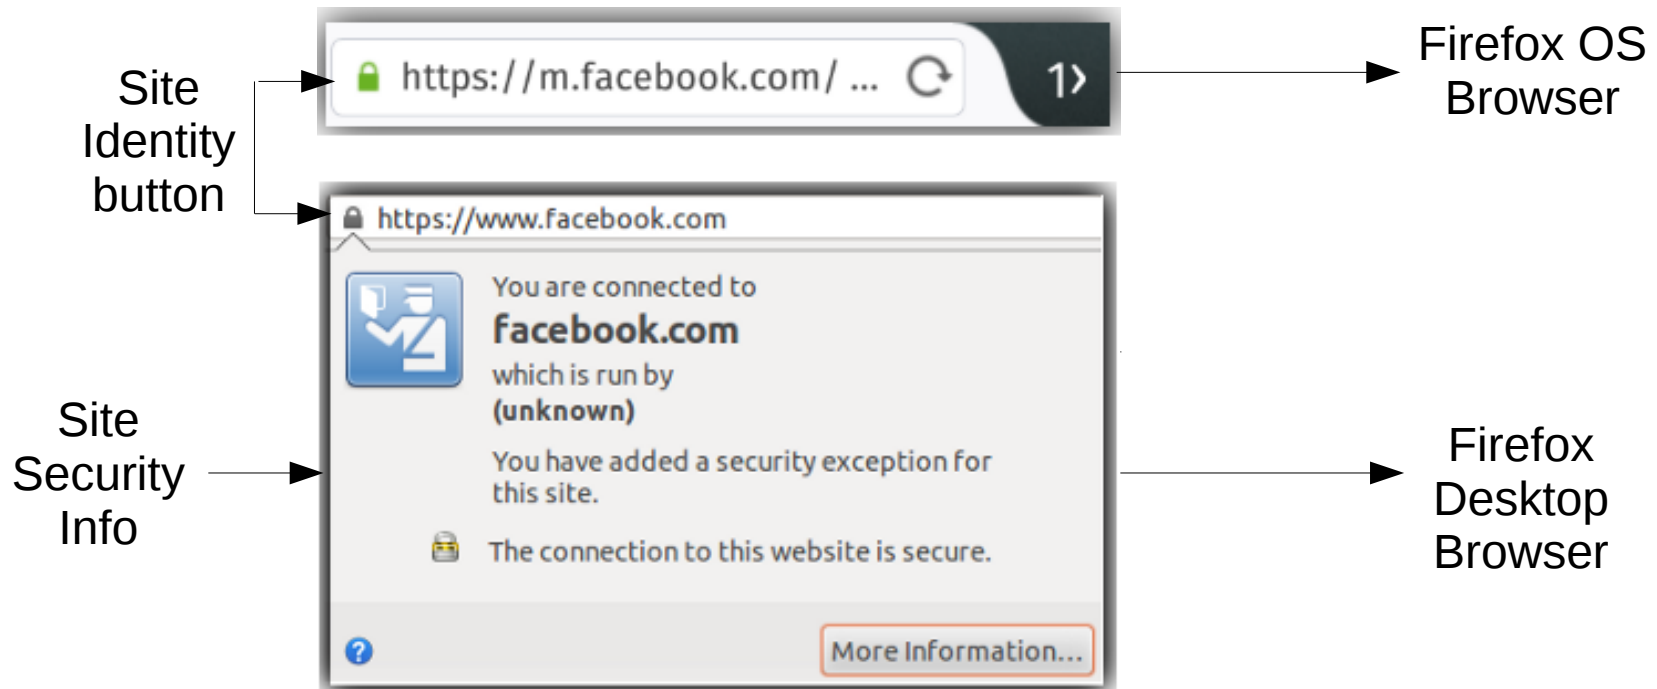 Site
Identity
button
https://m.facebook.com/ ...
1›
Firefox OS
Browser
https://www.facebook.com
You are connected to
facebook.com
which is run by
(unknown)
You have added a security exception for
this site.
The connection to this website is secure.
?
More Information...
Site
Security
Info
Firefox
Desktop
Browser